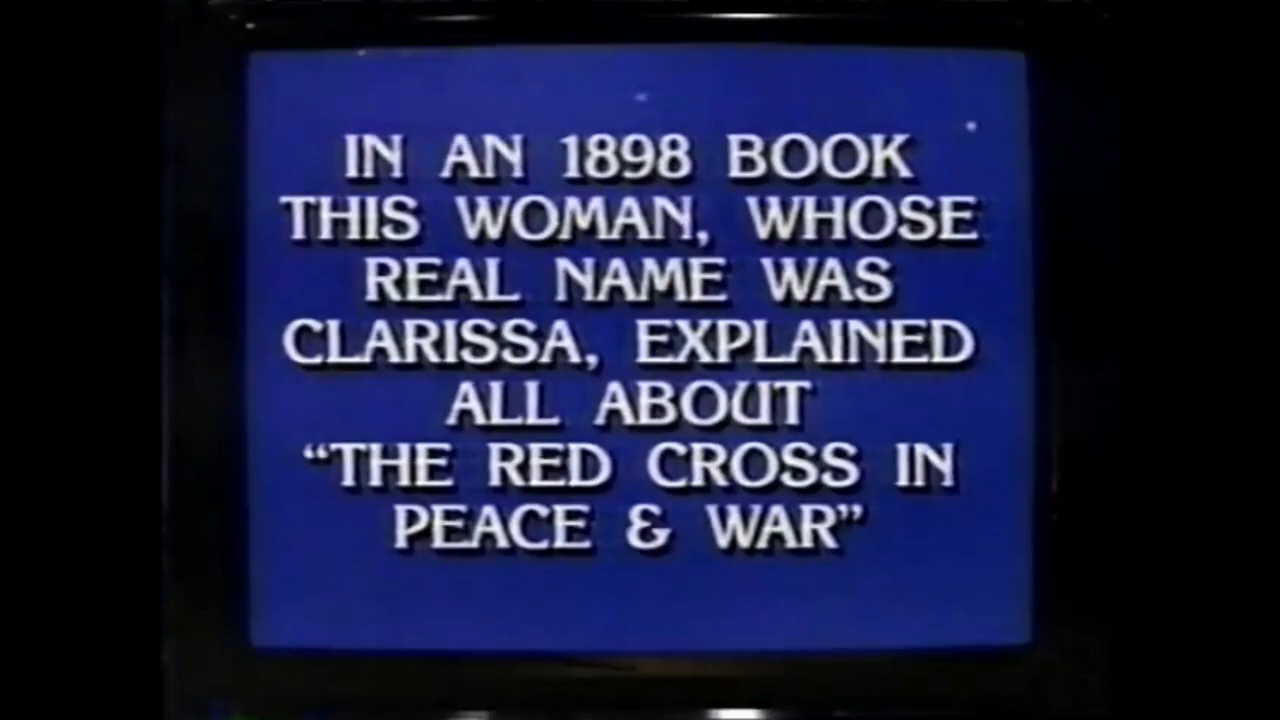 IN AN 1898 BOOK
THIS WOMAN, WHOSE
REAL NAME WAS
CLARISSA, EXPLAINED
ALL ABOUT
“THE RED CROSS IN
PEACE & WAR”